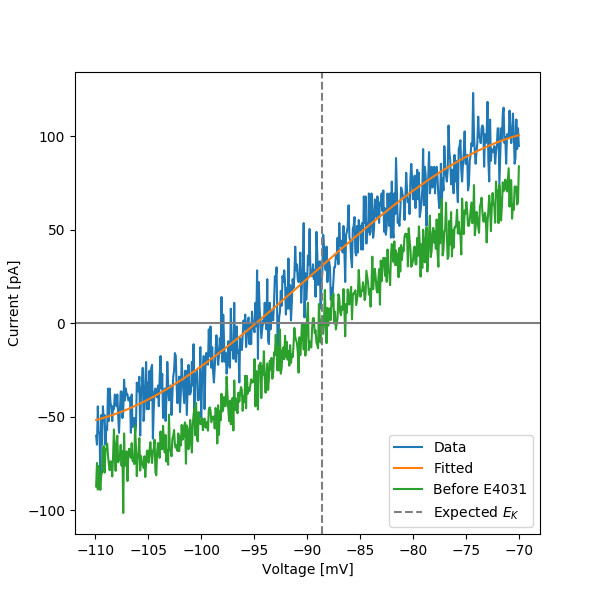 100
50
0
−50
−100
Current [pA]
Data
Fitted
Before E4031
Expected E_K
−110 −105 −100 −95 −90 −85 −80 −75 −70
Voltage [mV]